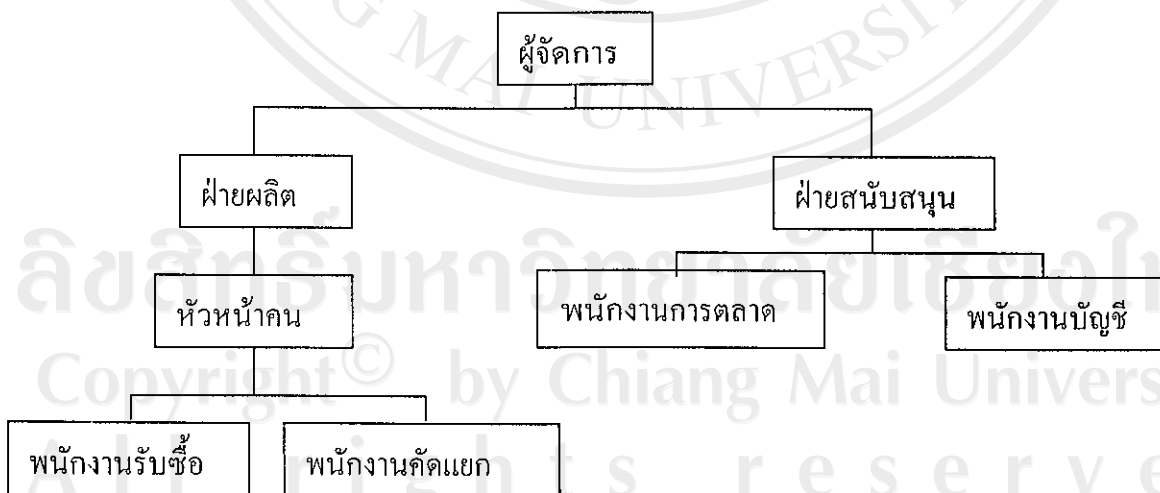 ผู้จัดการ
ฝ่ายผลิต
ฝ่ายสนับสนุน
หัวหน้าคน
พนักงานการตลาด
พนักงานบัญชี
พนักงานรับซื้อ
พนักงานคัดแยก
MAI UNIVERSIT
ลิขสิทธิ์มหาวิทยาลัยเชียงให
Copyright© by Chiang Mai Univers
All rights reserve